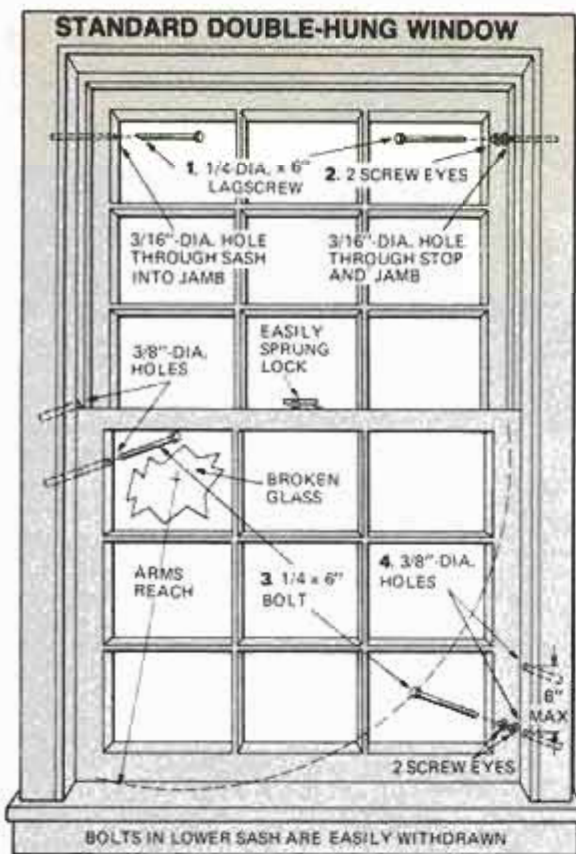 STANDARD DOUBLE-HUNG WINDOW
1. 1/4 DIA. x 6"
LAGSCREW
2. 2 SCREW EYES
3/16"-DIA. HOLE
THROUGH SASH
INTO JAMB
3/16"-DIA. HOLE
THROUGH STOP
AND JAMB
3/8"-DIA.
HOLES
EASILY
SPRUNG
LOCK
BROKEN
GLASS
ARMS
REACH
3. 1/4 x 6"
BOLT
4. 3/8"-DIA.
HOLES
6"
MAX
2 SCREW EYES
BOLTS IN LOWER SASH ARE EASILY WITHDRAWN